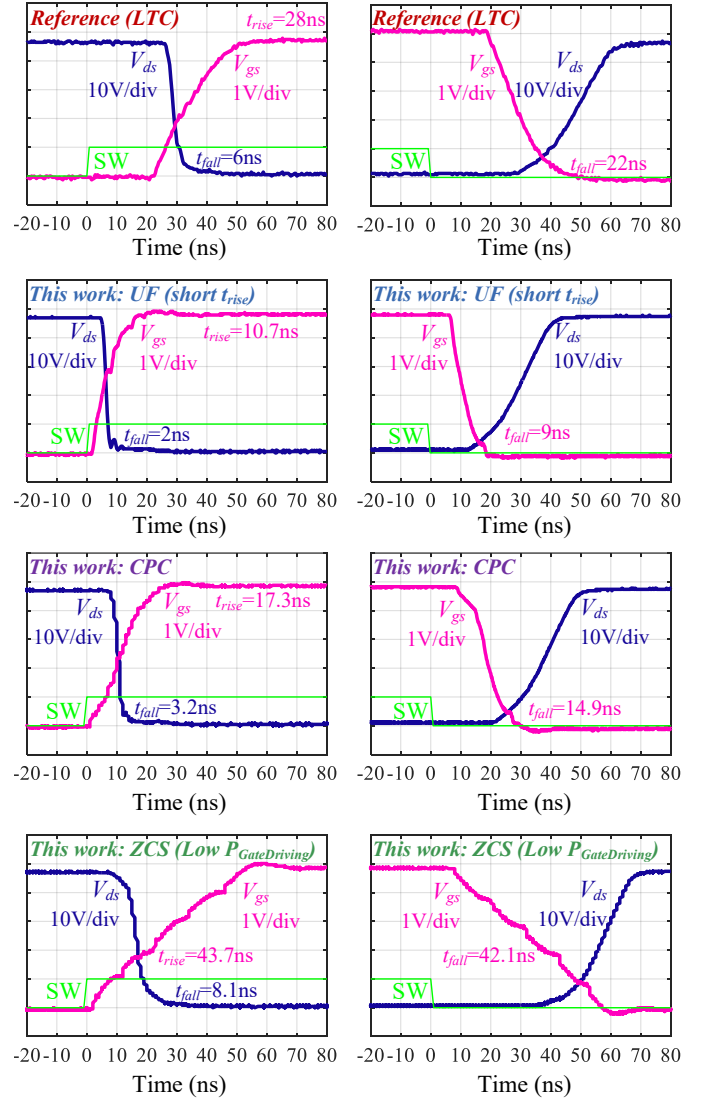 Reference (LTC)
t_rise=28ns
V_ds
10V/div
V_gs
1V/div
SW
t_fall=6ns
-20 -10 0 10 20 30 40 50 60 70 80
Time (ns)
V_gs
1V/div
V_ds
10V/div
SW
t_fall=22ns
-20 -10 0 10 20 30 40 50 60 70 80
Time (ns)
This work: UF (short t_rise)
V_ds
10V/div
V_gs
1V/div
t_rise=10.7ns
SW
t_fall=2ns
-20 -10 0 10 20 30 40 50 60 70 80
Time (ns)
This work: UF (short t_rise)
V_gs
1V/div
V_ds
10V/div
SW
t_fall=9ns
-20 -10 0 10 20 30 40 50 60 70 80
Time (ns)
This work: CPC
V_ds
10V/div
V_gs
1V/div
t_rise=17.3ns
SW
t_fall=3.2ns
-20 -10 0 10 20 30 40 50 60 70 80
Time (ns)
This work: CPC
V_gs
1V/div
V_ds
10V/div
SW
t_fall=14.9ns
-20 -10 0 10 20 30 40 50 60 70 80
Time (ns)
This work: ZCS (Low P_GateDriving)
V_ds
10V/div
V_gs
1V/div
t_rise=43.7ns
SW
t_fall=8.1ns
-20 -10 0 10 20 30 40 50 60 70 80
Time (ns)
This work: ZCS (Low P_GateDriving)
V_gs
1V/div
V_ds
10V/div
t_fall=42.1ns
SW
-20 -10 0 10 20 30 40 50 60 70 80
Time (ns)